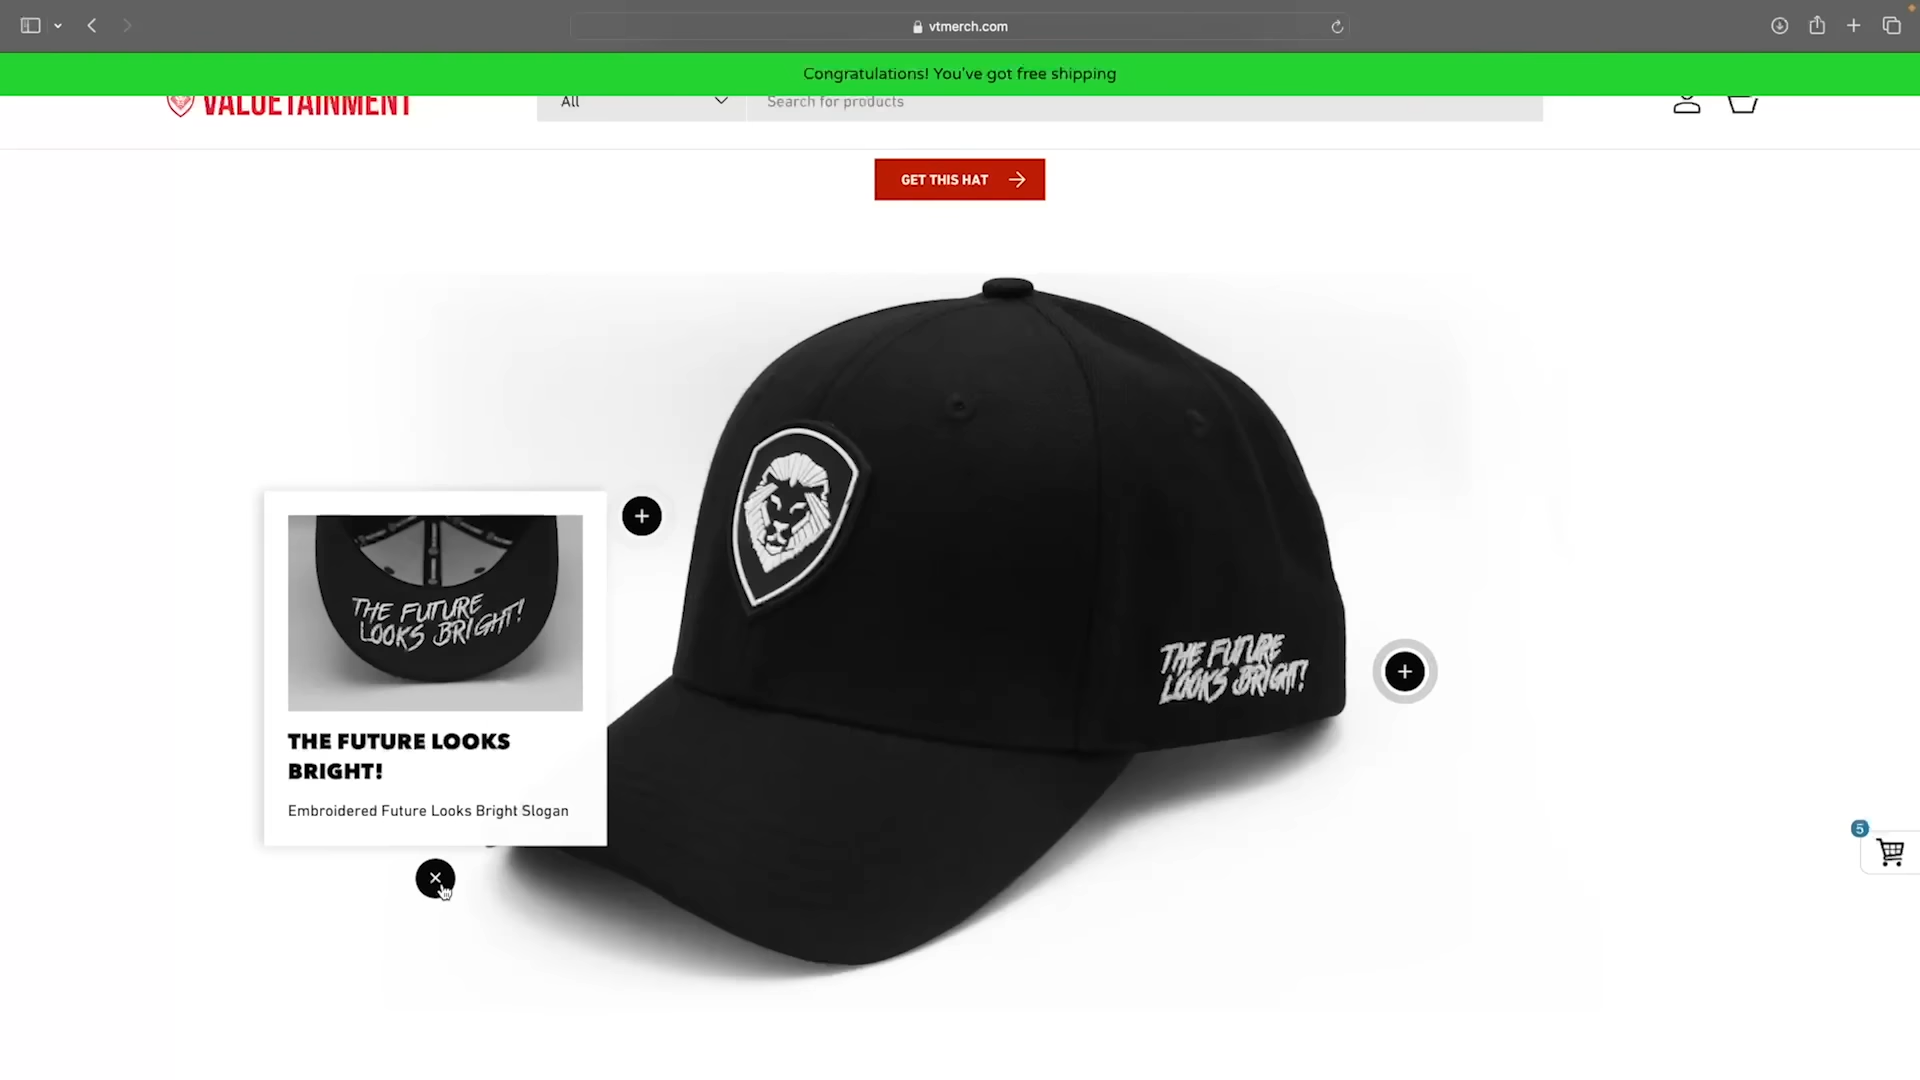 vtmerch.com
Congratulations! You've got free shipping
VALUETAINMENT
All
Search for products
GET THIS HAT
THE FUTURE
LOOKS BRIGHT!
THE FUTURE LOOKS
BRIGHT!
Embroidered Future Looks Bright Slogan
THE FUTURE
LOOKS BRIGHT!
5